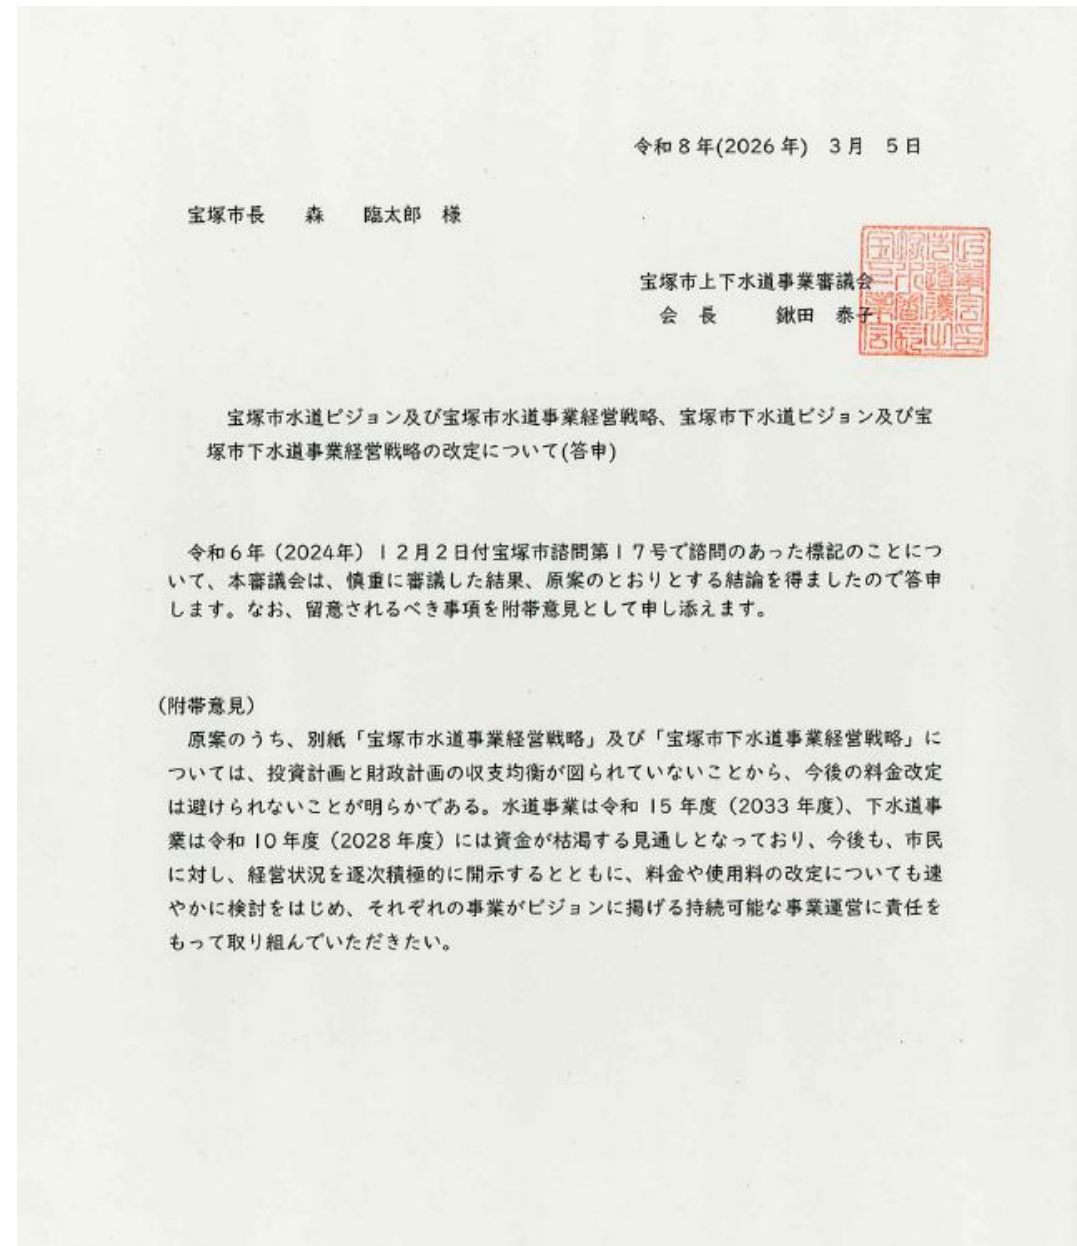 令和8年(2026年) 3月 5日
宝塚市長 森 臨太郎 様
宝塚市上下水道事業審議会
会 長 鍬田 泰子
宝塚市水道ビジョン及び宝塚市水道事業経営戦略、宝塚市下水道ビジョン及び宝
塚市下水道事業経営戦略の改定について(答申)
令和6年（2024年）12月2日付宝塚市諮問第17号で諮問のあった標記のことにつ
いて、本審議会は、慎重に審議した結果、原案のとおりとする結論を得ましたので答申
します。なお、留意されるべき事項を附帯意見として申し添えます。
（附帯意見）
原案のうち、別紙「宝塚市水道事業経営戦略」及び「宝塚市下水道事業経営戦略」に
ついては、投資計画と財政計画の収支均衡が図られていないことから、今後の料金改定
は避けられないことが明らかである。水道事業は令和 15 年度（2033 年度）、下水道事
業は令和 10 年度（2028 年度）には資金が枯渇する見通しとなっており、今後も、市民
に対し、経営状況を逐次積極的に開示するとともに、料金や使用料の改定についても速
やかに検討をはじめ、それぞれの事業がビジョンに掲げる持続可能な事業運営に責任を
もって取り組んでいただきたい。